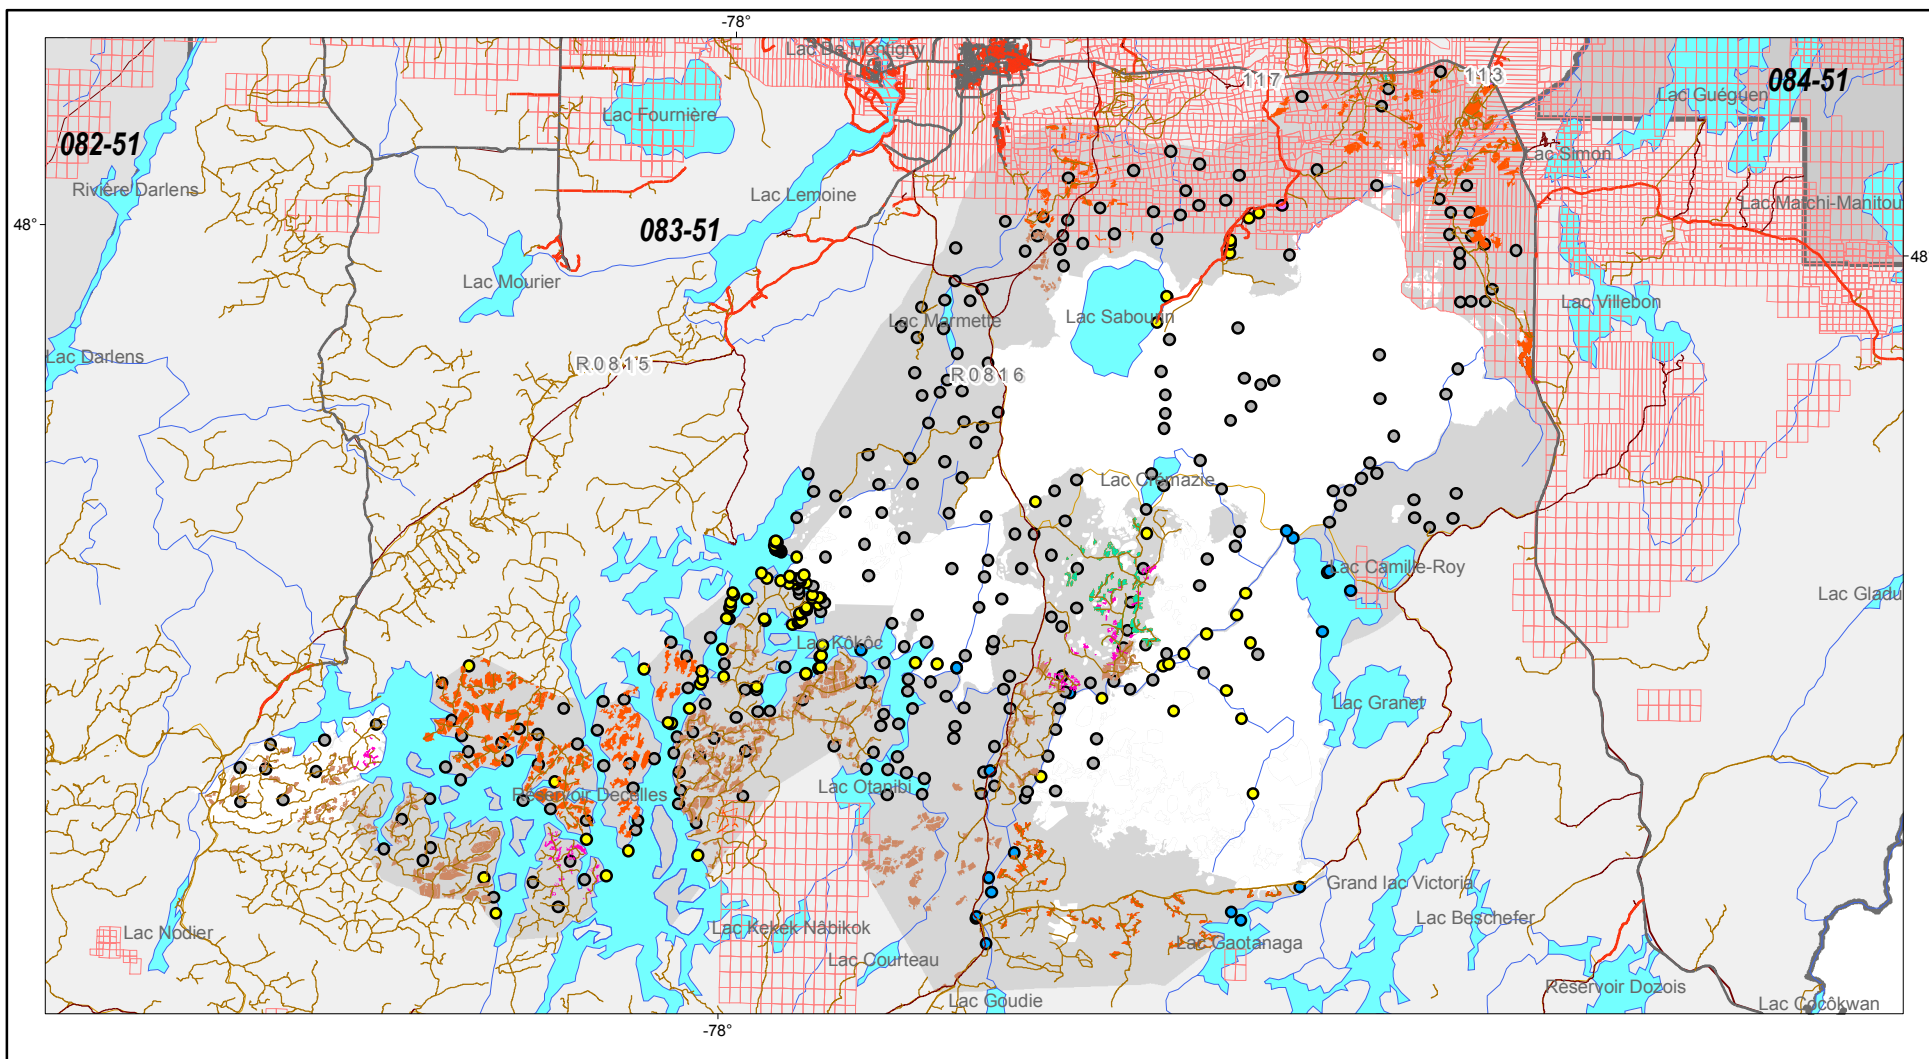 -78°
Lac De Montigny
117
113
084-51
Lac Guéguen
Lac Fournière
082-51
Lac Simon
Rivière Darlens
Lac Lemoine
Lac Matchi-Manitou
48°
083-51
48
Lac Mourier
Lac Villebon
Lac Marmette
Lac Sabourin
Lac Darlens
R0815
R0816
Lac Crémazie
Lac Camille-Roy
Lac Gladu
Lac Kôkôc
Lac Granet
Lac Otanibi
Réservoir Decelles
Grand lac Victoria
Lac Beschefer
Lac Nodier
Lac Kekek Nâbikok
Lac Gaotanaga
Lac Courteau
Réservoir Dozois
Lac Goudie
Lac Cocôkwan
-78°